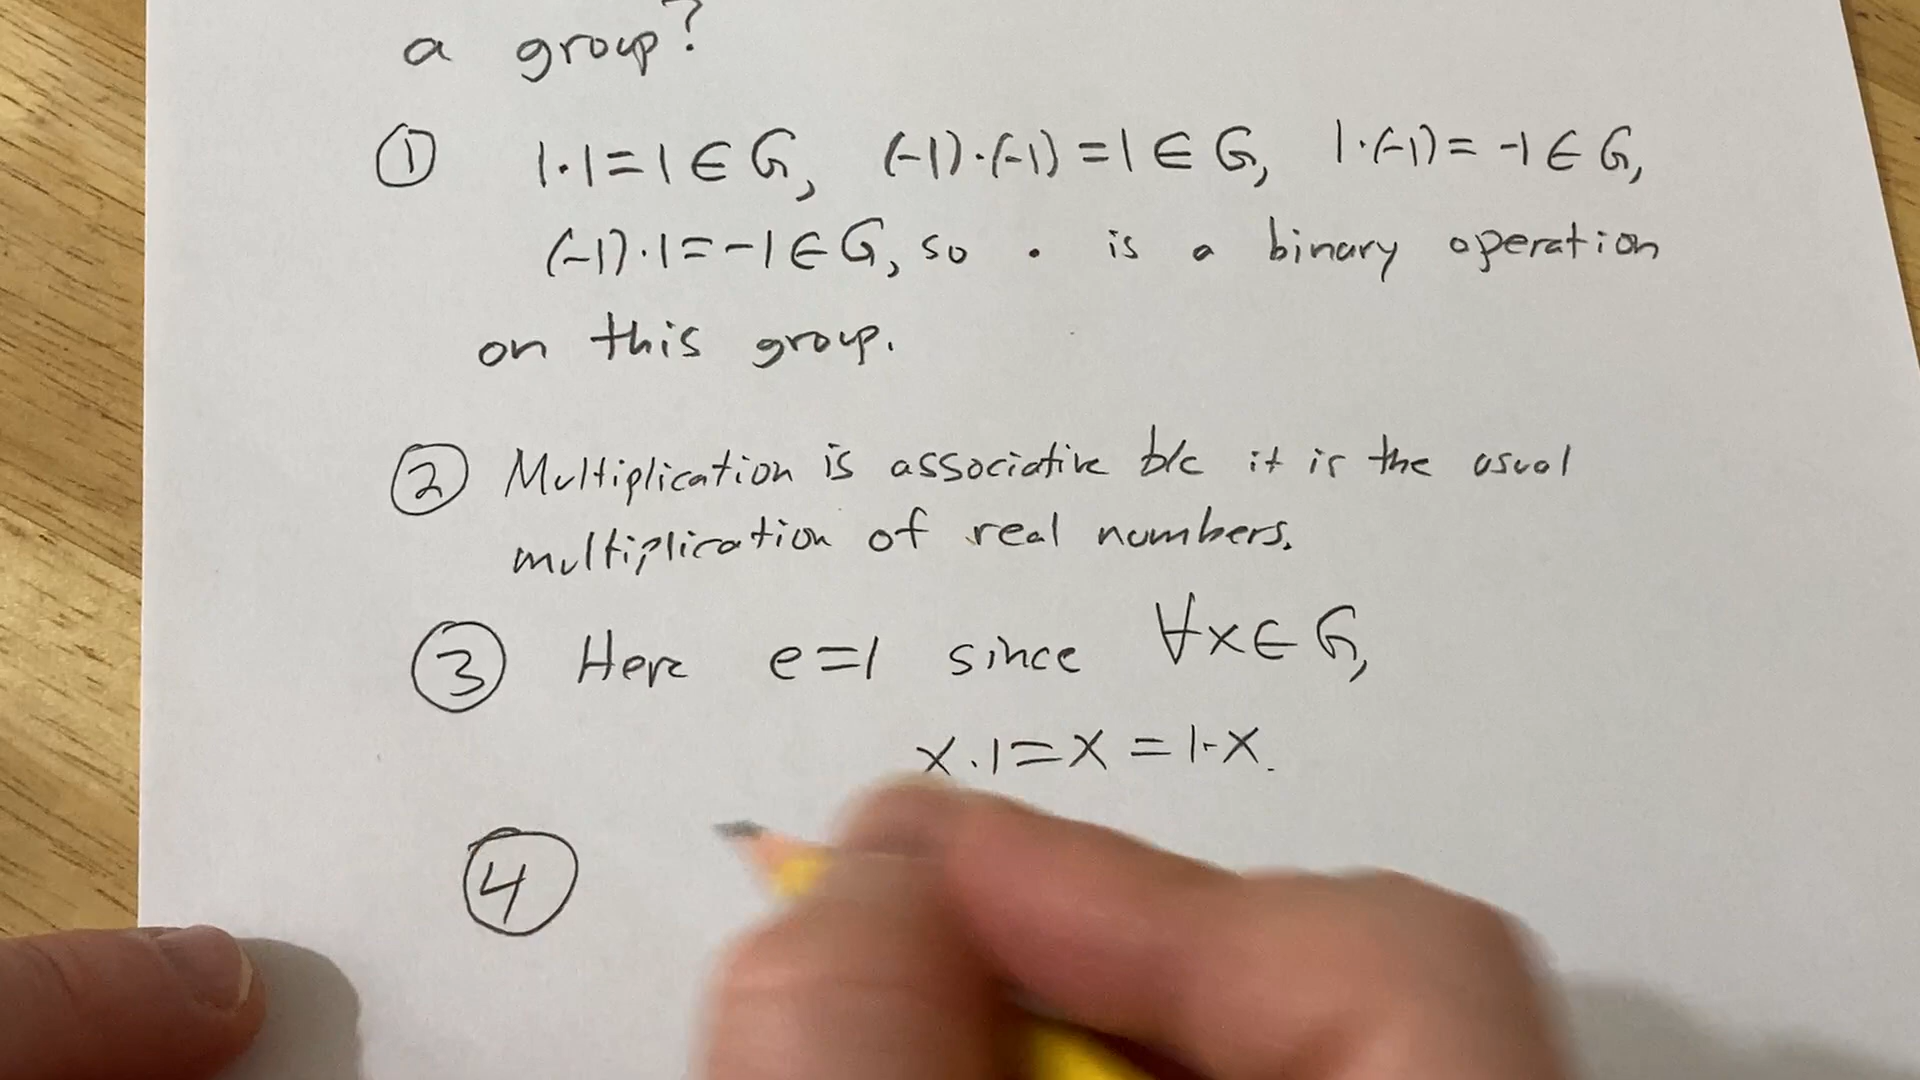 a group?
① 1·1=1∈G, (-1)·(-1)=1∈G, 1·(-1)=-1∈G,
(-1)·1=-1∈G, so · is a binary operation
on this group.
② Multiplication is associative b/c it is the usual
multiplication of real numbers.
③ Here e=1 since ∀x∈G,
x·1=x=1·x.
④